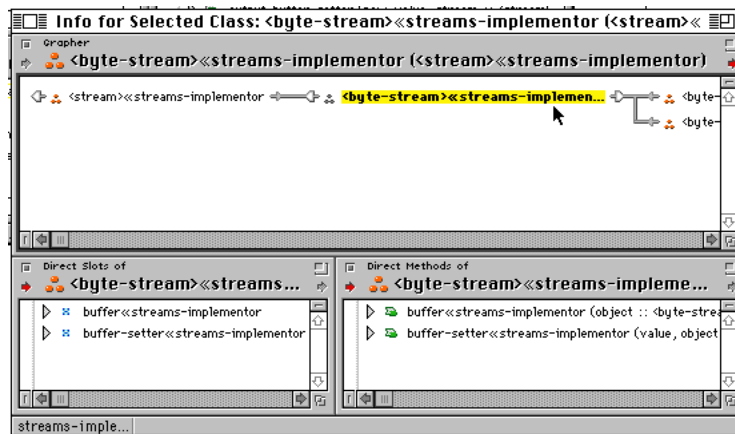 Info for Selected Class: <byte-stream>«streams-implementor (<stream>«
Grapher
<byte-stream>«streams-implementor (<stream>«streams-implementor)
<stream>«streams-implementor
<byte-stream>«streams-implemen...
<byte-
<byte-
Direct Slots of
<byte-stream>«streams...
buffer«streams-implementor
buffer-setter«streams-implementor
Direct Methods of
<byte-stream>«streams-impleme...
buffer«streams-implementor (object :: <byte-strea
buffer-setter«streams-implementor (value, object
streams-imple...